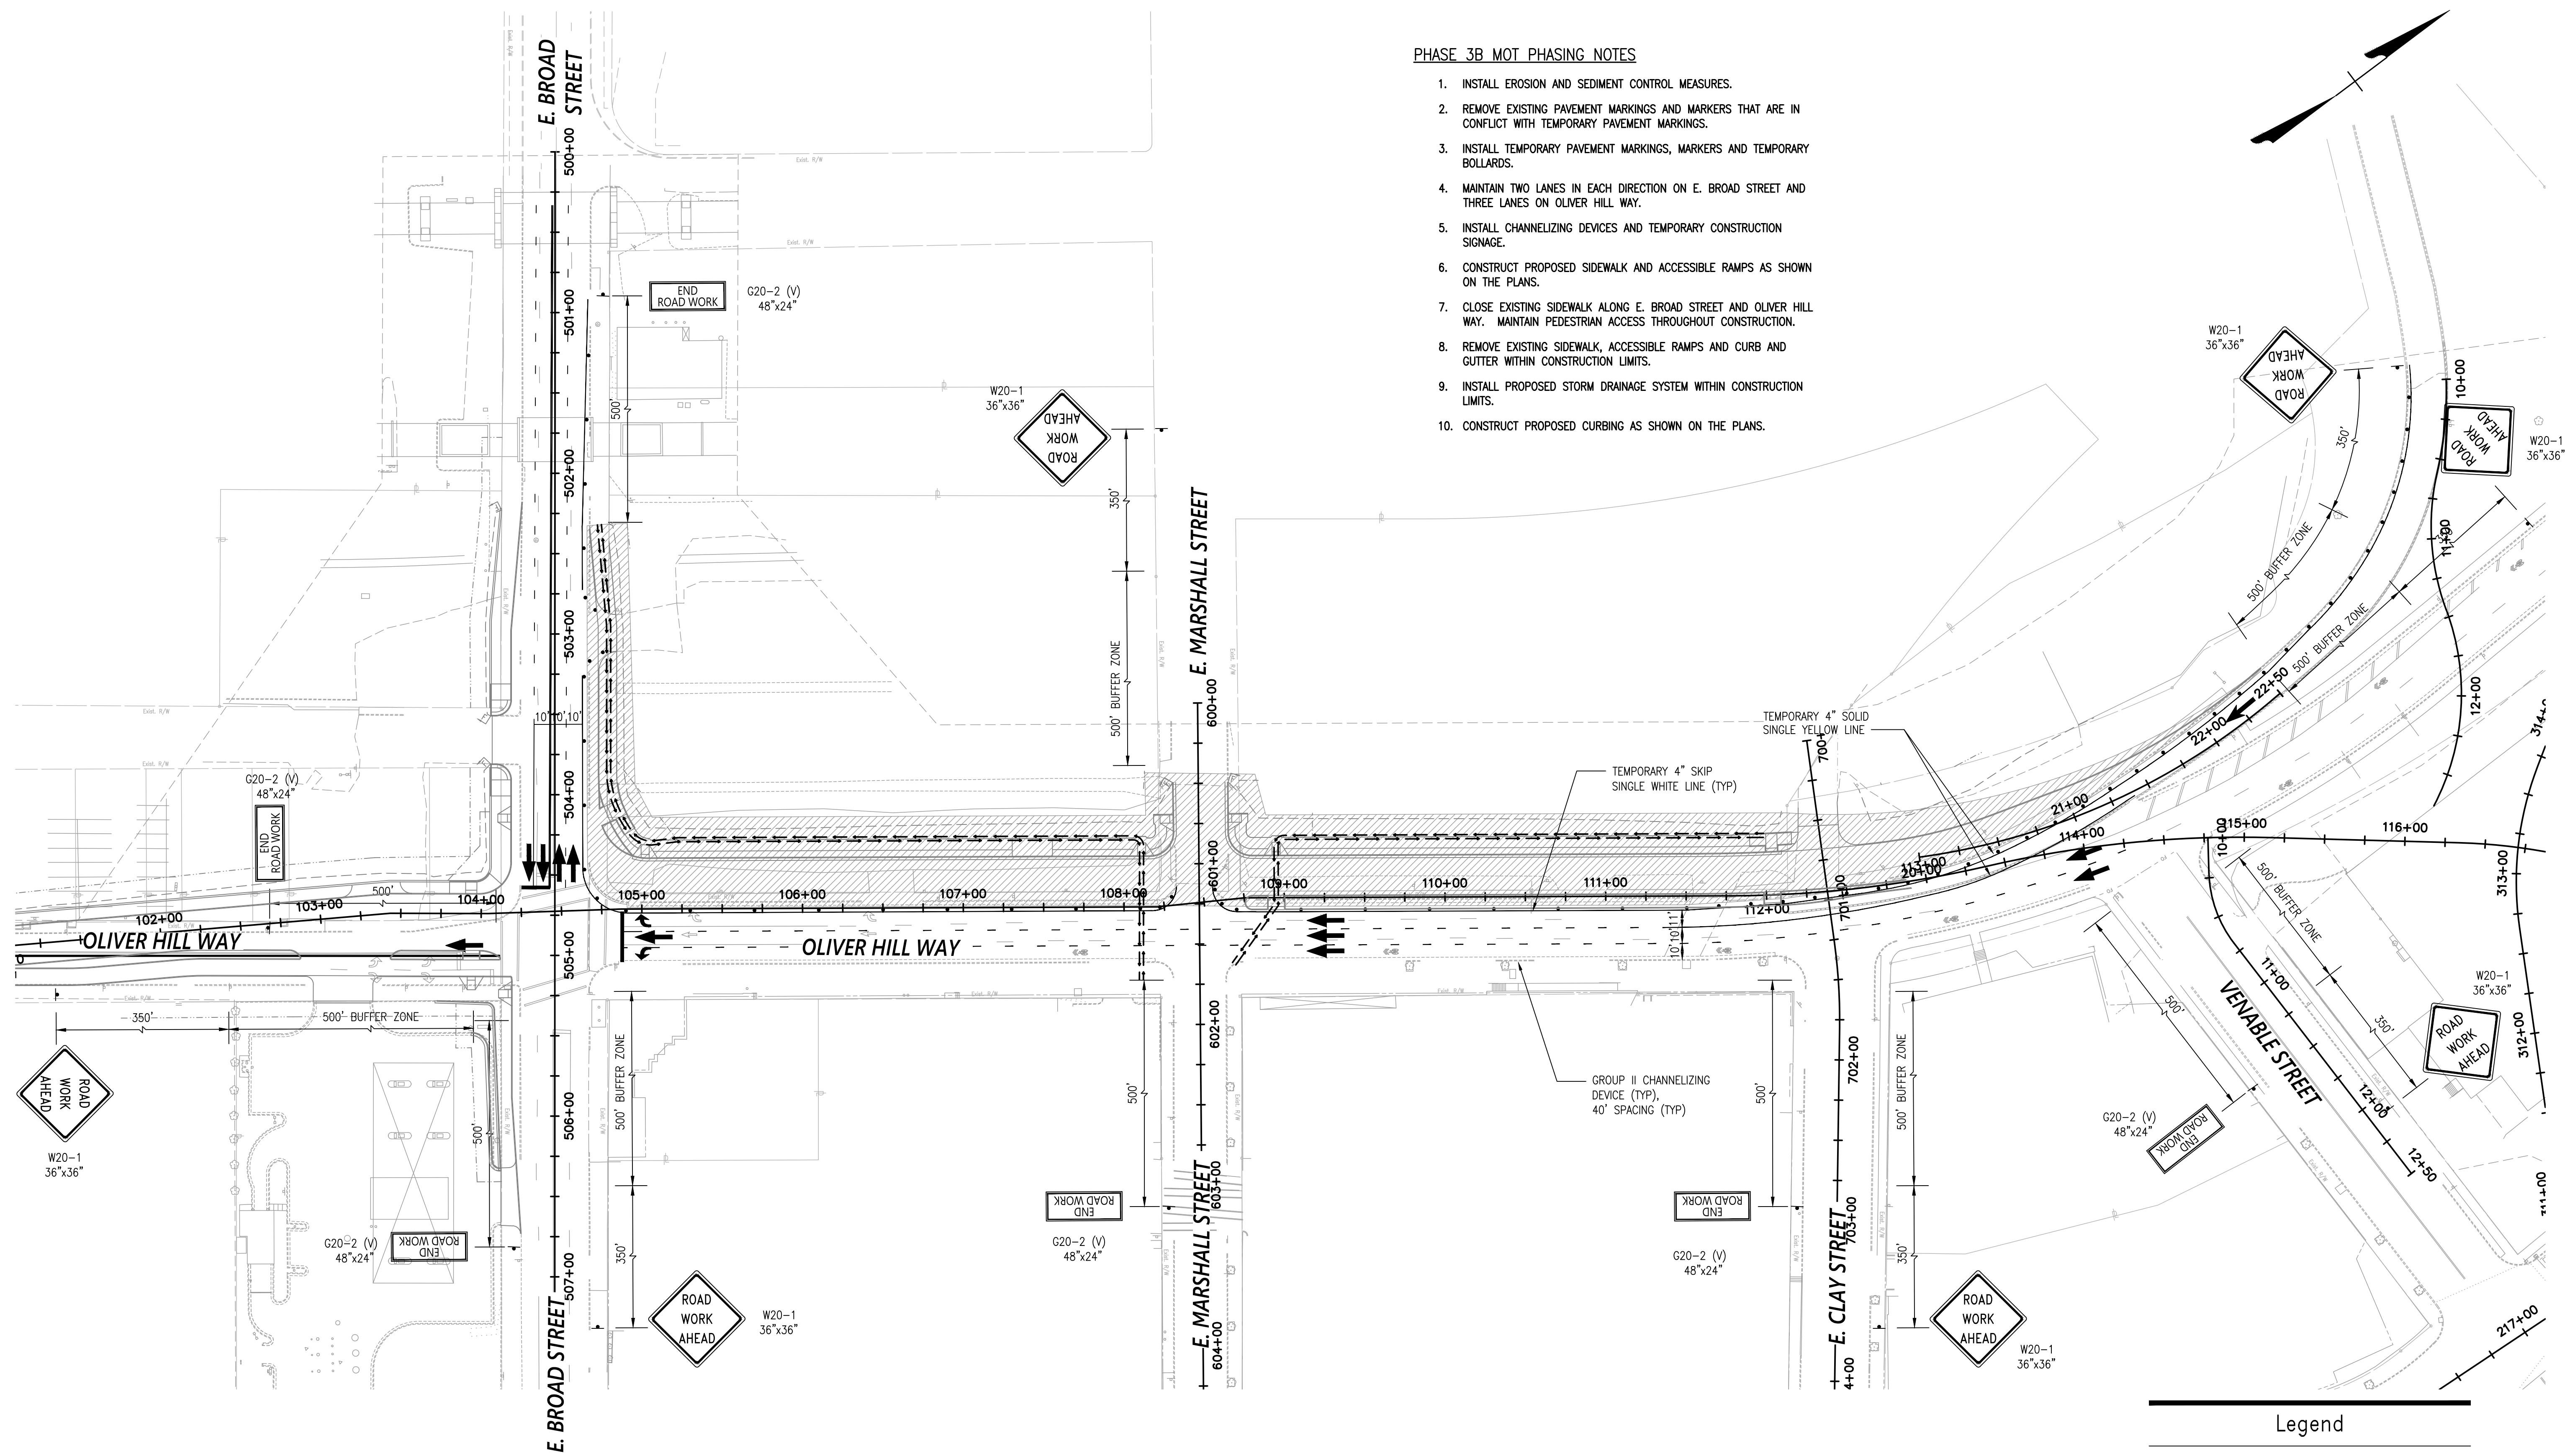 PHASE 3B MOT PHASING NOTES
1. INSTALL EROSION AND SEDIMENT CONTROL MEASURES.
2. REMOVE EXISTING PAVEMENT MARKINGS AND MARKERS THAT ARE IN
CONFLICT WITH TEMPORARY PAVEMENT MARKINGS.
3. INSTALL TEMPORARY PAVEMENT MARKINGS, MARKERS AND TEMPORARY
BOLLARDS.
4. MAINTAIN TWO LANES IN EACH DIRECTION ON E. BROAD STREET AND
THREE LANES ON OLIVER HILL WAY.
5. INSTALL CHANNELIZING DEVICES AND TEMPORARY CONSTRUCTION
SIGNAGE.
6. CONSTRUCT PROPOSED SIDEWALK AND ACCESSIBLE RAMPS AS SHOWN
ON THE PLANS.
7. CLOSE EXISTING SIDEWALK ALONG E. BROAD STREET AND OLIVER HILL
WAY. MAINTAIN PEDESTRIAN ACCESS THROUGHOUT CONSTRUCTION.
8. REMOVE EXISTING SIDEWALK, ACCESSIBLE RAMPS AND CURB AND
GUTTER WITHIN CONSTRUCTION LIMITS.
9. INSTALL PROPOSED STORM DRAINAGE SYSTEM WITHIN CONSTRUCTION
LIMITS.
10. CONSTRUCT PROPOSED CURBING AS SHOWN ON THE PLANS.
E. BROAD
STREET
500+00
501+00
502+00
503+00
504+00
505+00
506+00
507+00
E. BROAD STREET
END
ROAD WORK
G20-2 (V)
48"x24"
500'
10'10'10'
W20-1
36"x36"
ROAD
WORK
AHEAD
350'
500' BUFFER ZONE
E. MARSHALL STREET
600+00
601+00
602+00
603+00
604+00
E. MARSHALL STREET
W20-1
36"x36"
ROAD
WORK
AHEAD
350'
500' BUFFER ZONE
ROAD
WORK
AHEAD
W20-1
36"x36"
500' BUFFER ZONE
10+00
11+00
12+00
22+50
22+00
21+00
20+00
TEMPORARY 4" SOLID
SINGLE YELLOW LINE
TEMPORARY 4" SKIP
SINGLE WHITE LINE (TYP)
G20-2 (V)
48"x24"
END
ROAD WORK
500'
102+00
103+00
104+00
105+00
106+00
107+00
108+00
109+00
110+00
111+00
112+00
113+00
114+00
115+00
116+00
OLIVER HILL WAY
OLIVER HILL WAY
10'10'11'
700+
701+00
702+00
703+00
4+00
E. CLAY STREET
350'
500' BUFFER ZONE
ROAD
WORK
AHEAD
W20-1
36"x36"
500'
G20-2 (V)
48"x24"
END
ROAD WORK
500' BUFFER ZONE
350'
ROAD
WORK
AHEAD
W20-1
36"x36"
500'
END
ROAD WORK
G20-2 (V)
48"x24"
GROUP II CHANNELIZING
DEVICE (TYP),
40' SPACING (TYP)
500'
END
ROAD WORK
G20-2 (V)
48"x24"
500' BUFFER ZONE
350'
ROAD
WORK
AHEAD
W20-1
36"x36"
10+00
11+00
12+00
12+50
VENABLE STREET
500' BUFFER ZONE
350'
W20-1
36"x36"
ROAD
WORK
AHEAD
500'
G20-2 (V)
48"x24"
END
ROAD WORK
313+00
312+00
217+00
Exist. R/W
Legend